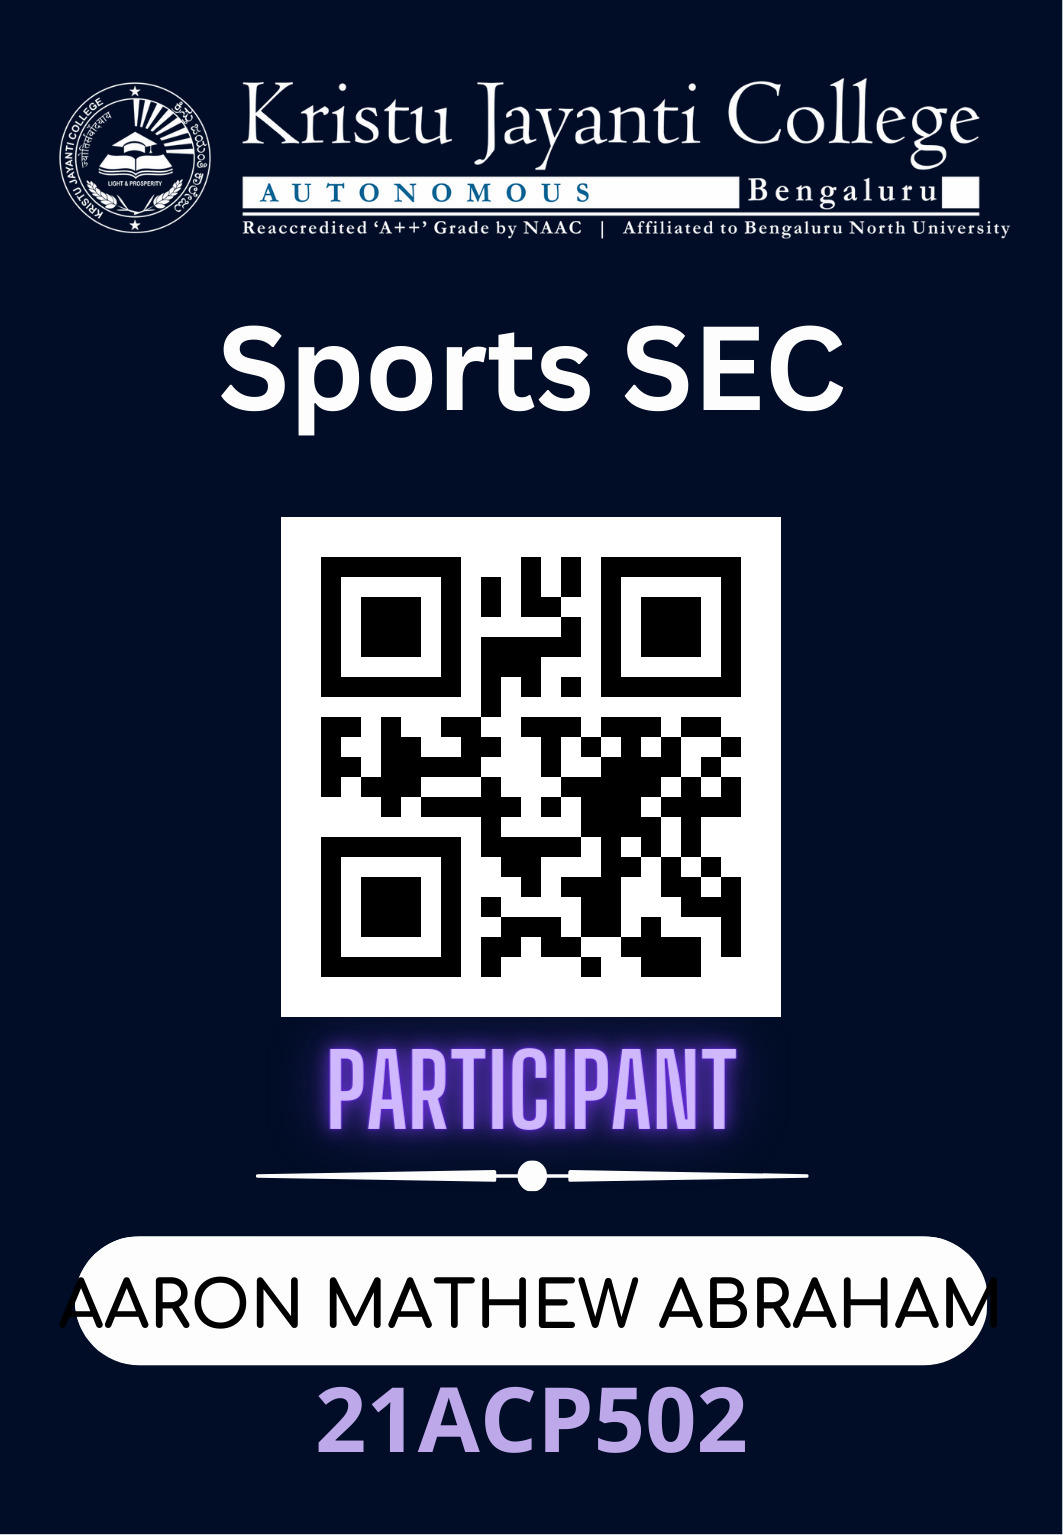 Kristu Jayanti College
AUTONOMOUS Bengaluru
Reaccredited ‘A++’ Grade by NAAC | Affiliated to Bengaluru North University
KRISTU JAYANTI COLLEGE
LIGHT & PROSPERITY
Sports SEC
PARTICIPANT
AARON MATHEW ABRAHAM
21ACP502